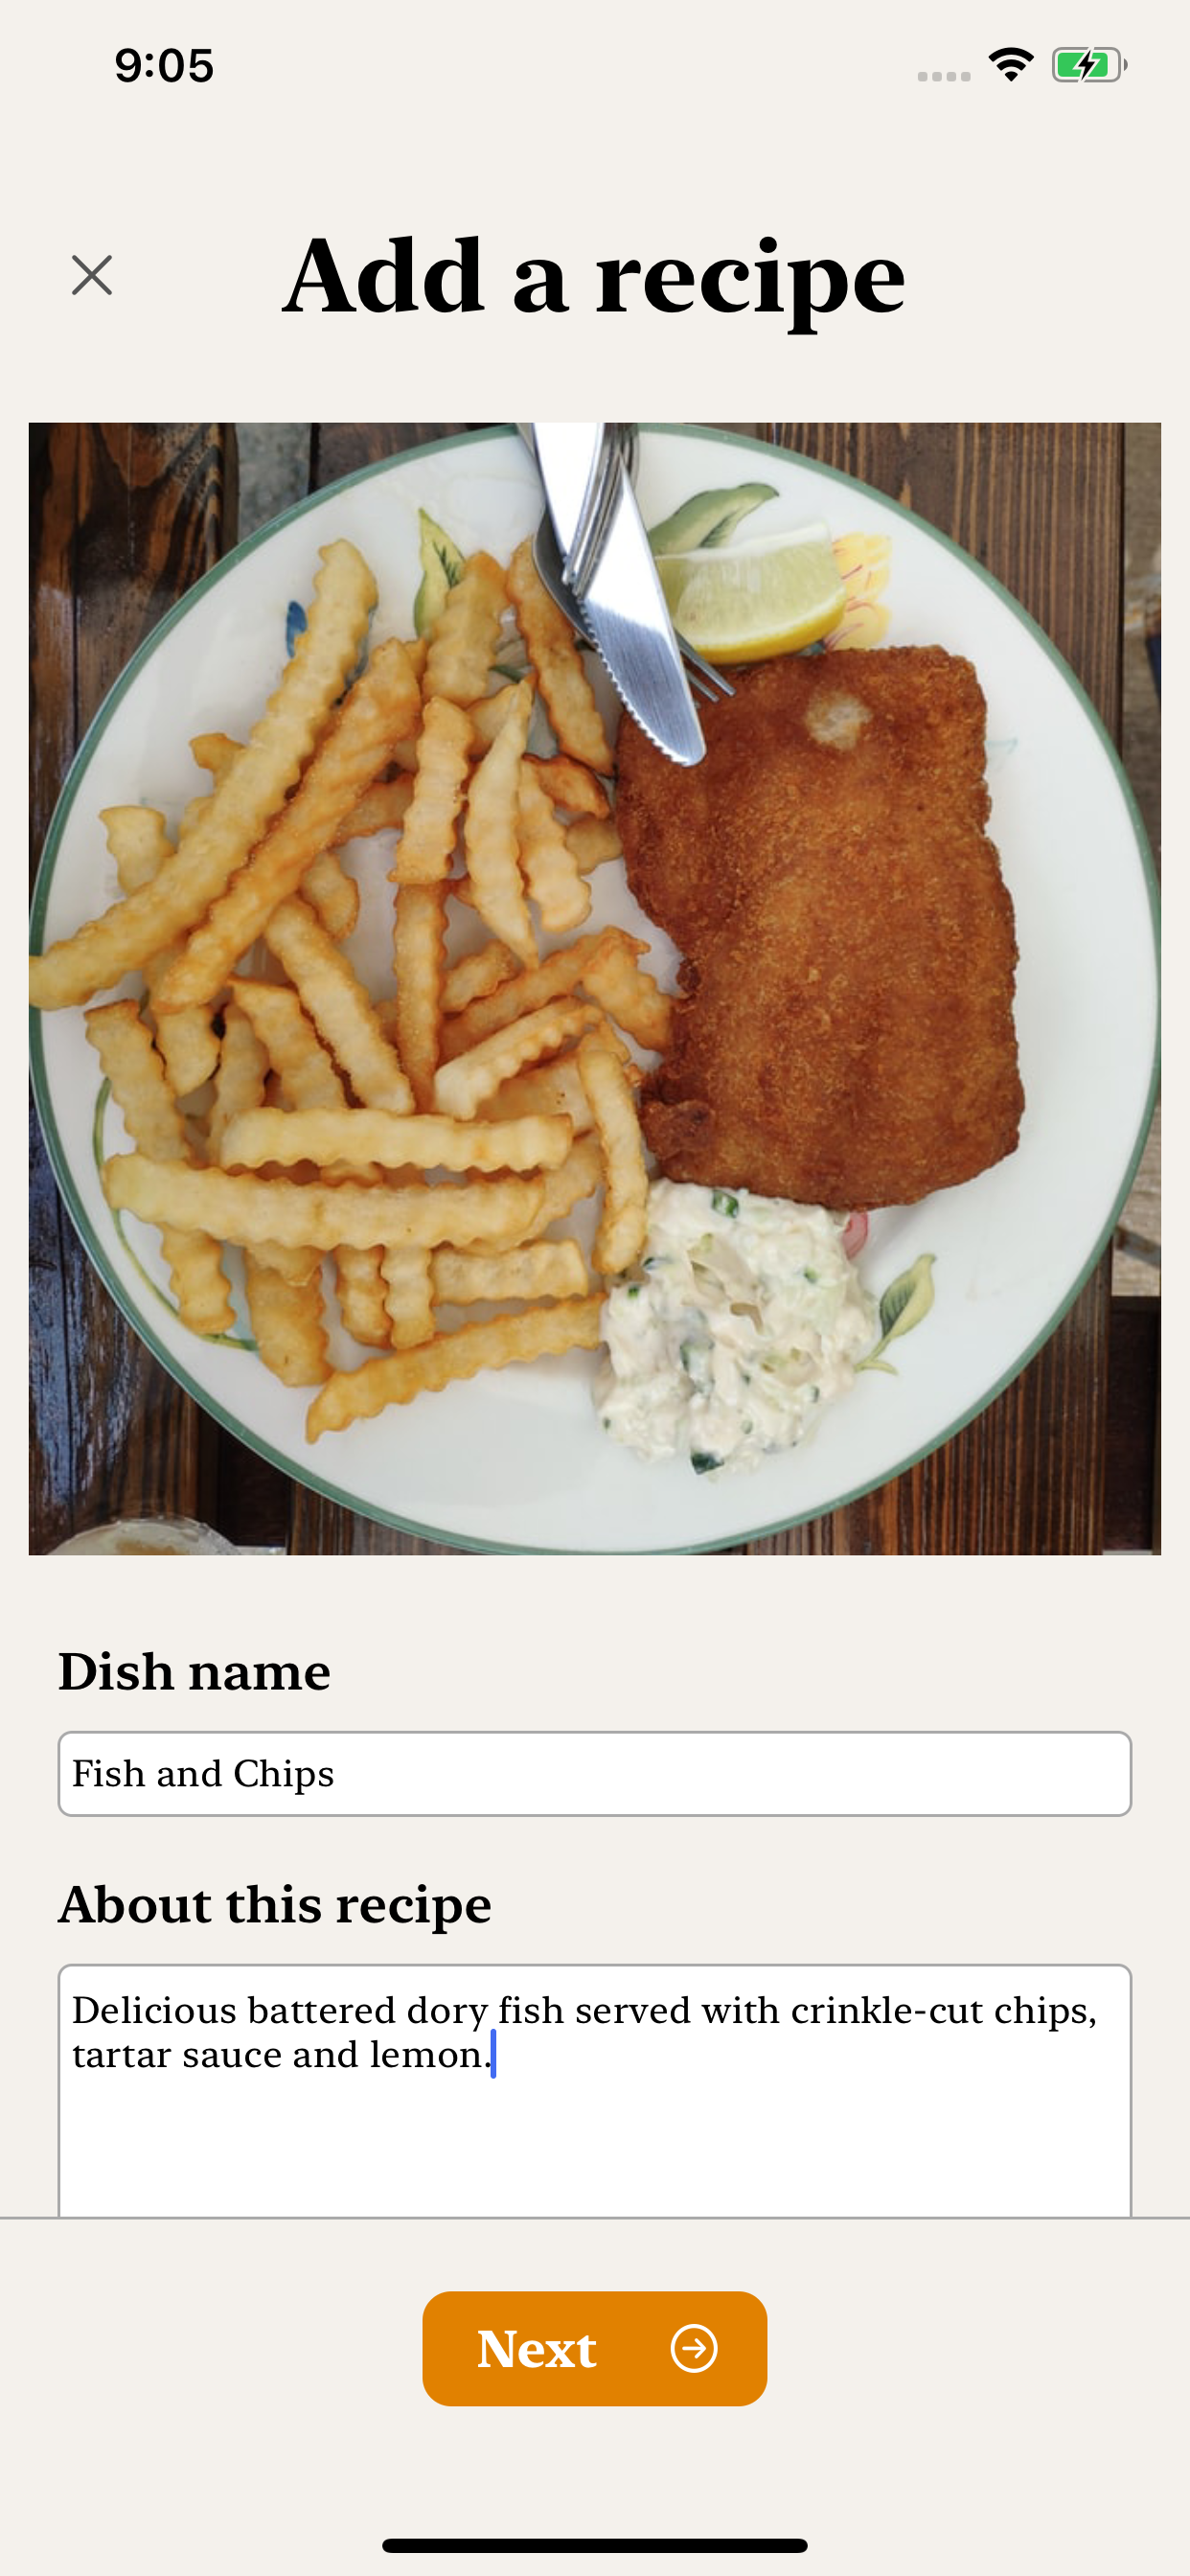 9:05
Add a recipe
Dish name
Fish and Chips
About this recipe
Delicious battered dory fish served with crinkle-cut chips,
tartar sauce and lemon.
Next